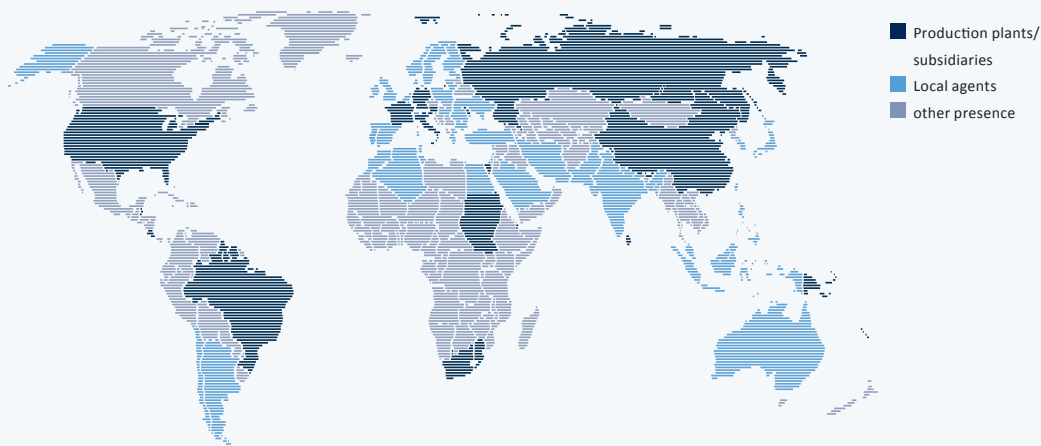 Production plants/
subsidiaries
Local agents
other presence